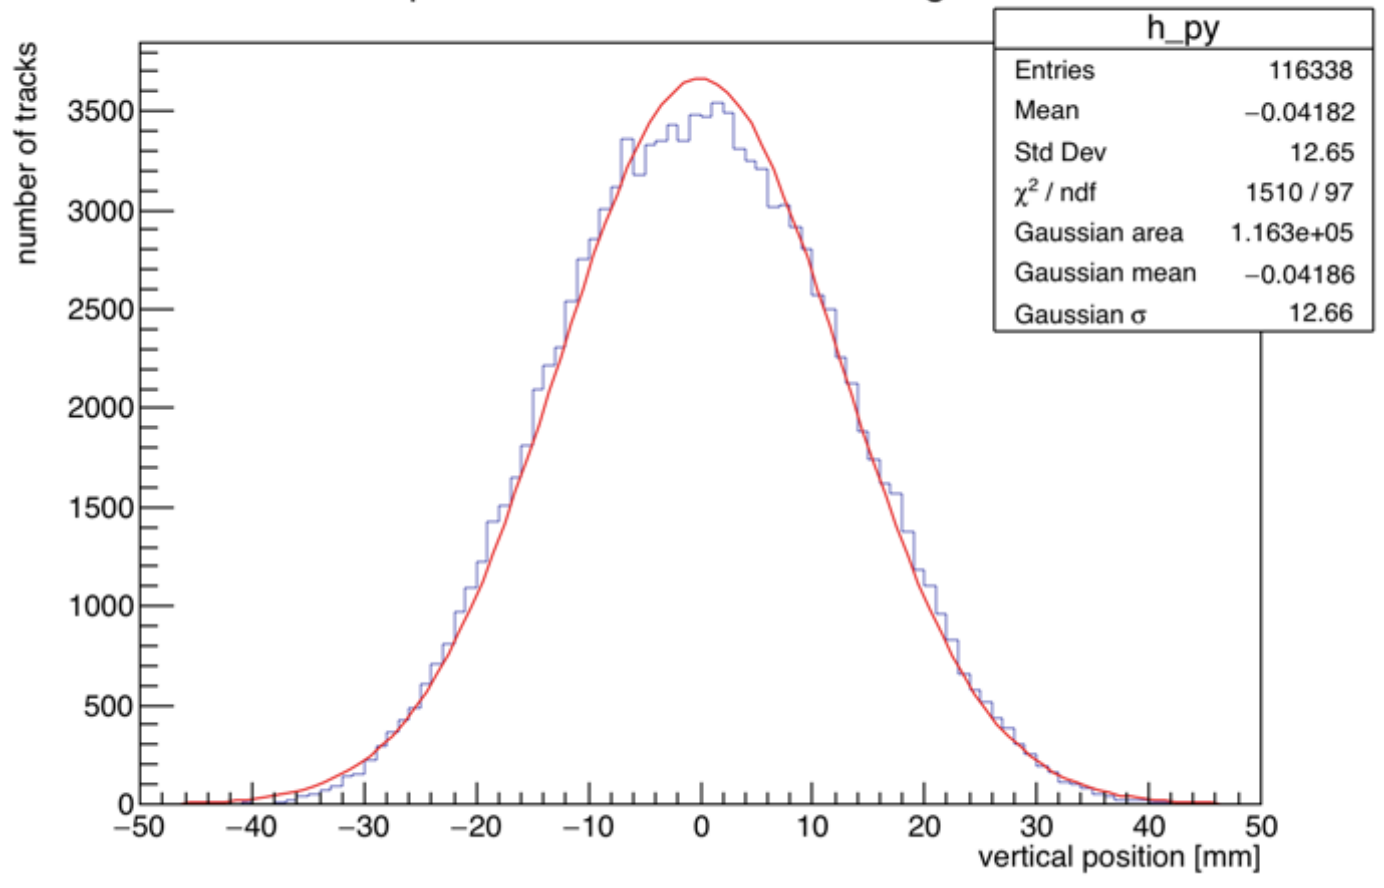 h_py
Entries 116338
Mean −0.04182
Std Dev 12.65
χ² / ndf 1510 / 97
Gaussian area 1.163e+05
Gaussian mean −0.04186
Gaussian σ 12.66
number of tracks
3500
3000
2500
2000
1500
1000
500
0
−50 −40 −30 −20 −10 0 10 20 30 40 50
vertical position [mm]